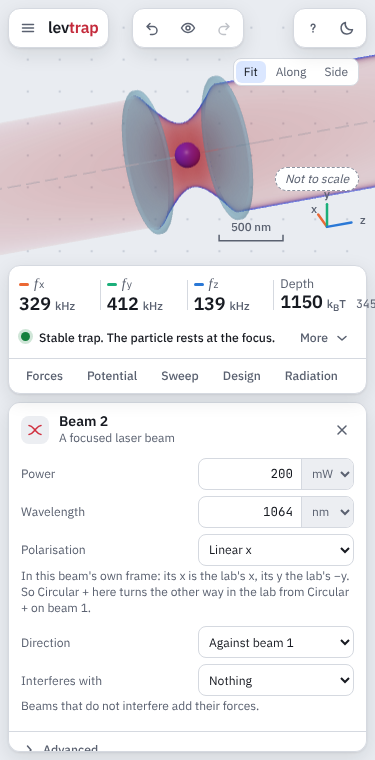 levtrap
?
Fit Along Side
Not to scale
y
x
z
500 nm
fx fy fz Depth
329 kHz 412 kHz 139 kHz 1150 kBT 345
Stable trap. The particle rests at the focus. More
Forces Potential Sweep Design Radiation
Beam 2
A focused laser beam
Power 200 mW
Wavelength 1064 nm
Polarisation Linear x
In this beam's own frame: its x is the lab's x, its y the lab's −y.
So Circular + here turns the other way in the lab from Circular
+ on beam 1.
Direction Against beam 1
Interferes with Nothing
Beams that do not interfere add their forces.
Advanced